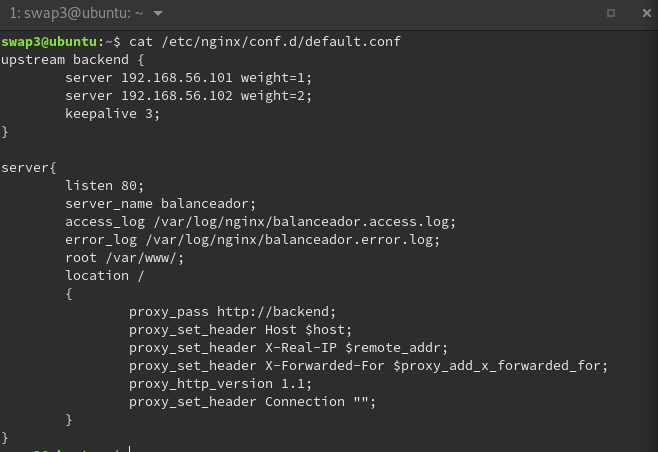 1: swap3@ubuntu: ~
swap3@ubuntu:~$ cat /etc/nginx/conf.d/default.conf
upstream backend {
        server 192.168.56.101 weight=1;
        server 192.168.56.102 weight=2;
        keepalive 3;
}

server{
        listen 80;
        server_name balanceador;
        access_log /var/log/nginx/balanceador.access.log;
        error_log /var/log/nginx/balanceador.error.log;
        root /var/www/;
        location /
        {
                proxy_pass http://backend;
                proxy_set_header Host $host;
                proxy_set_header X-Real-IP $remote_addr;
                proxy_set_header X-Forwarded-For $proxy_add_x_forwarded_for;
                proxy_http_version 1.1;
                proxy_set_header Connection "";
        }
}